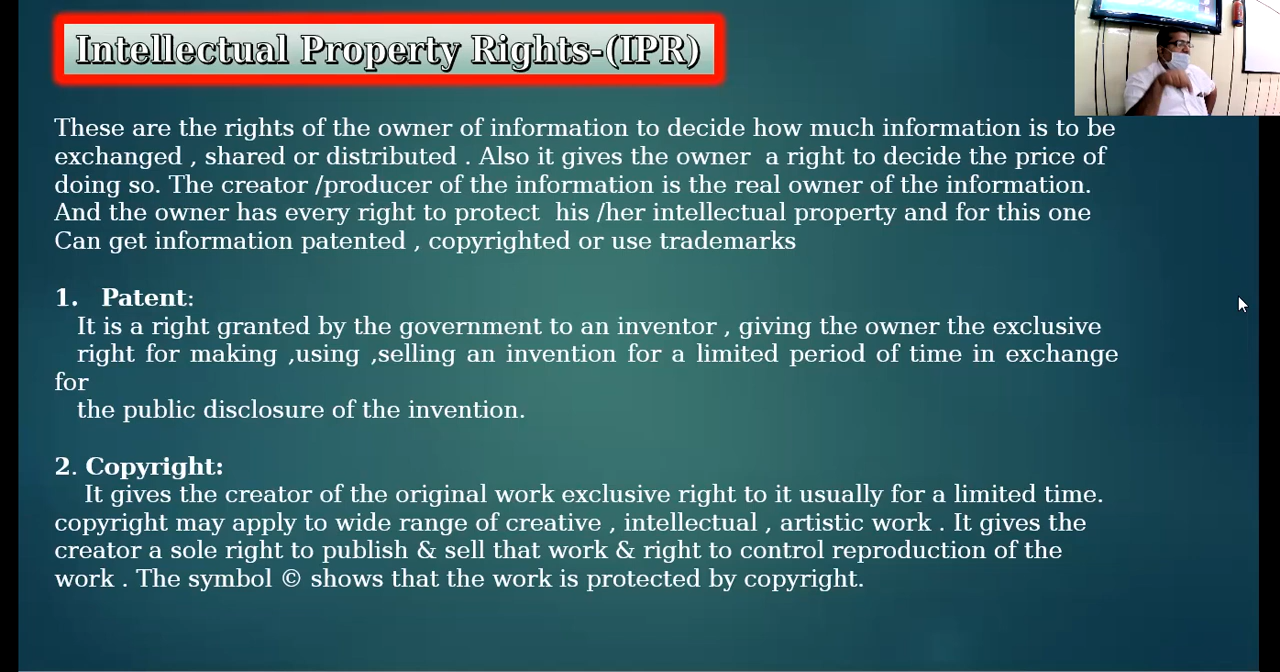 Intellectual Property Rights-(IPR)
These are the rights of the owner of information to decide how much information is to be
exchanged , shared or distributed . Also it gives the owner a right to decide the price of
doing so. The creator /producer of the information is the real owner of the information.
And the owner has every right to protect his /her intellectual property and for this one
Can get information patented , copyrighted or use trademarks
1. Patent:
It is a right granted by the government to an inventor , giving the owner the exclusive
right for making ,using ,selling an invention for a limited period of time in exchange
for
the public disclosure of the invention.
2. Copyright:
It gives the creator of the original work exclusive right to it usually for a limited time.
copyright may apply to wide range of creative , intellectual , artistic work . It gives the
creator a sole right to publish & sell that work & right to control reproduction of the
work . The symbol © shows that the work is protected by copyright.